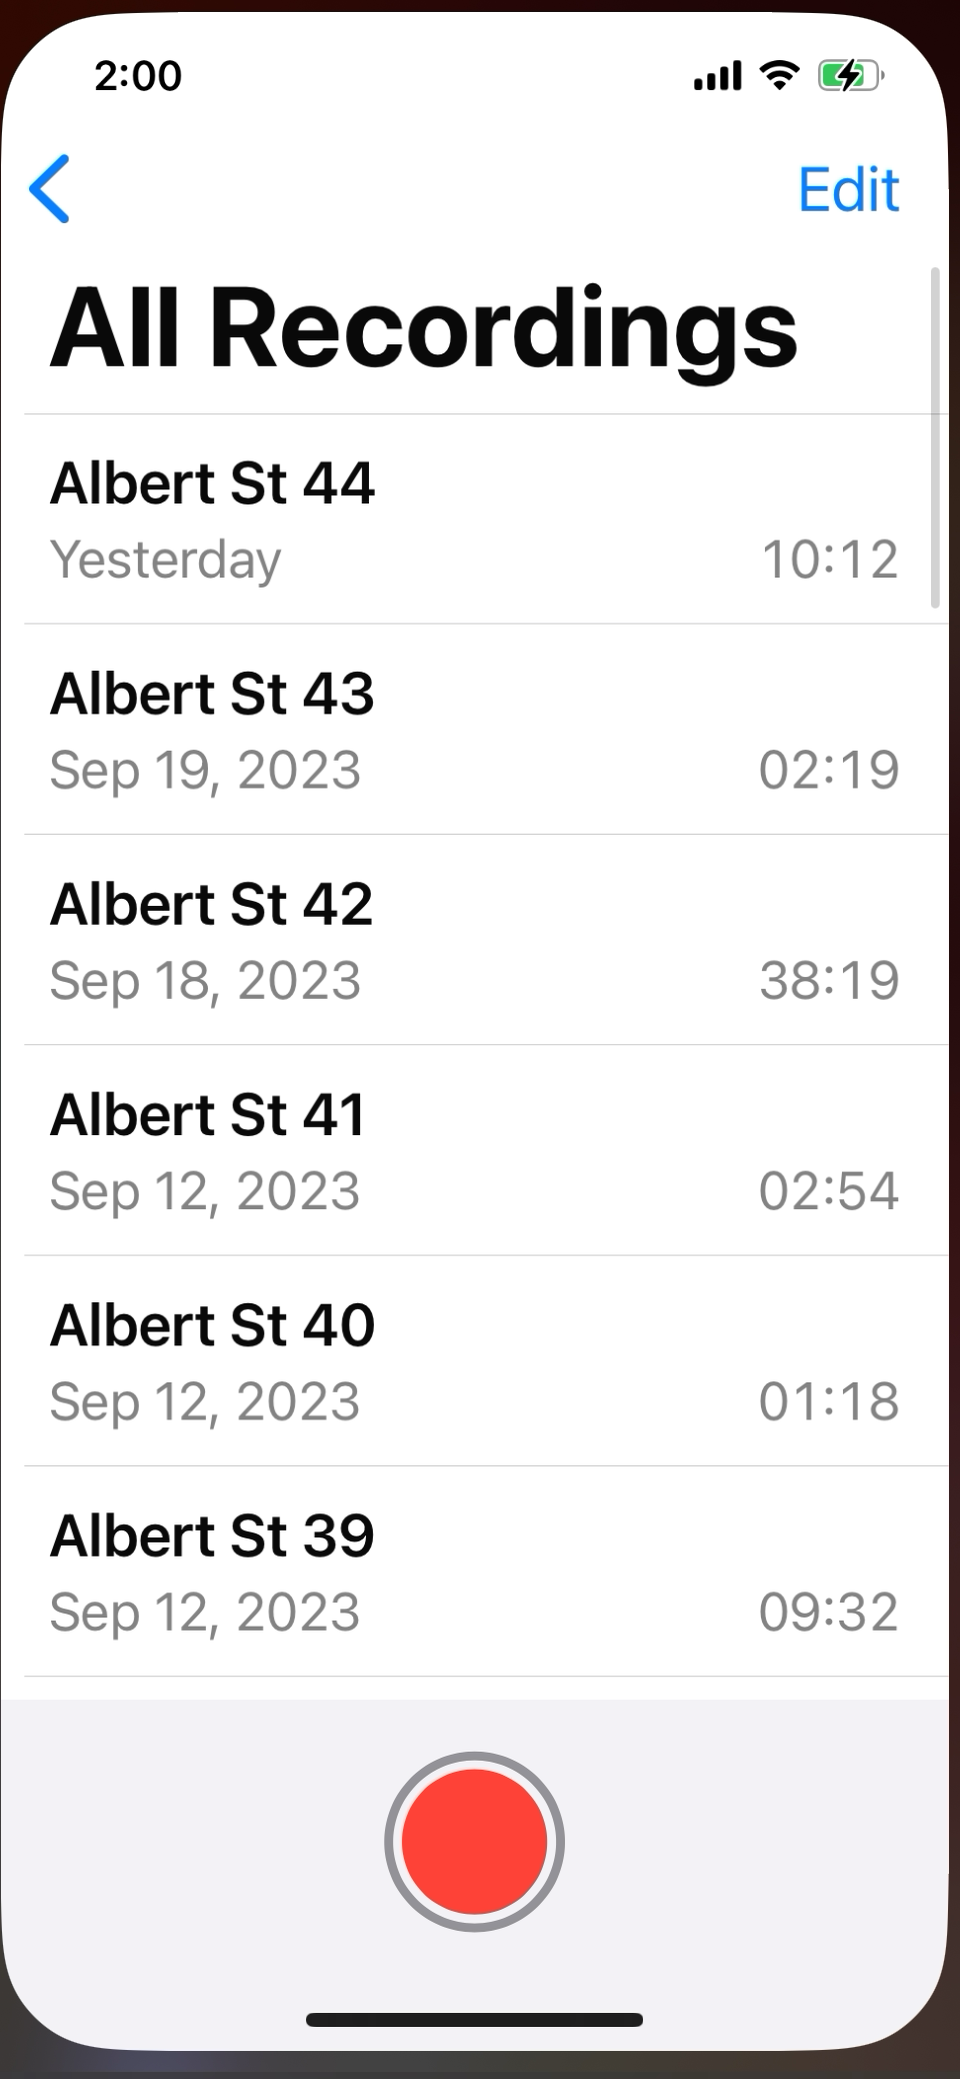 2:00
Edit
All Recordings
Albert St 44
Yesterday 10:12
Albert St 43
Sep 19, 2023 02:19
Albert St 42
Sep 18, 2023 38:19
Albert St 41
Sep 12, 2023 02:54
Albert St 40
Sep 12, 2023 01:18
Albert St 39
Sep 12, 2023 09:32